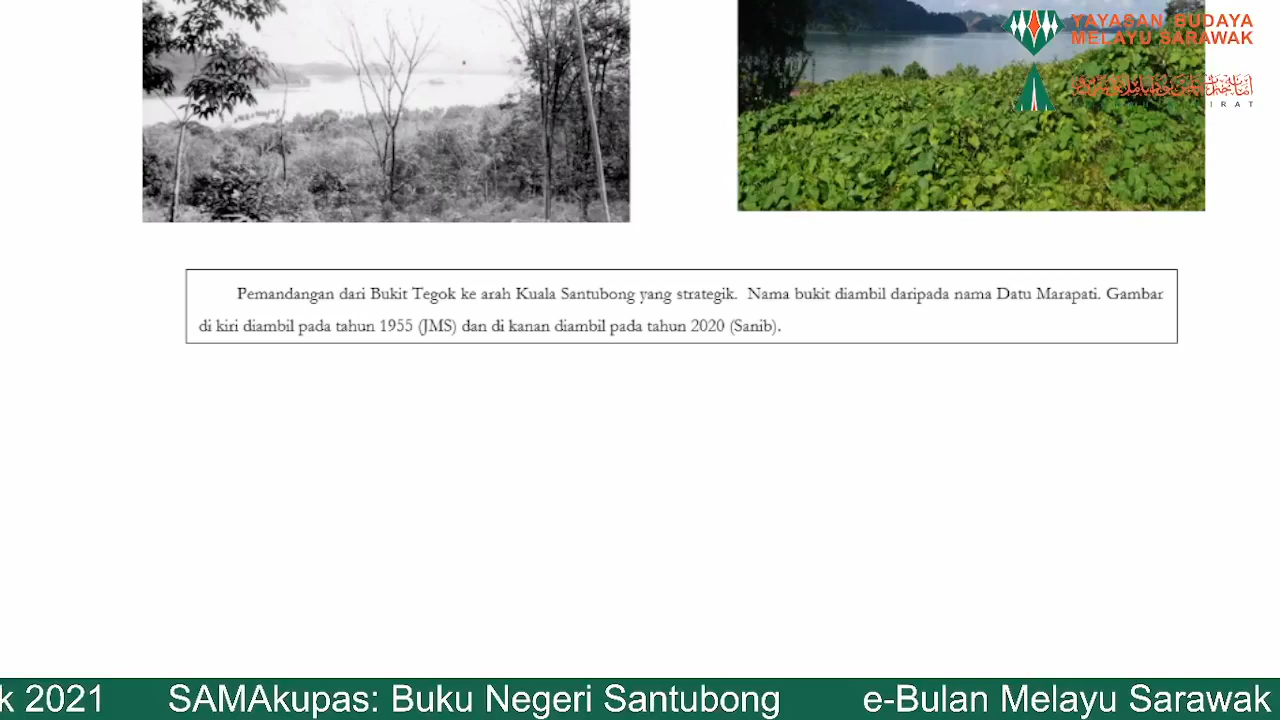 YAYASAN BUDAYA
MELAYU SARAWAK
Pemandangan dari Bukit Tegok ke arah Kuala Santubong yang strategik. Nama bukit diambil daripada nama Datu Marapati. Gambar
di kiri diambil pada tahun 1955 (JMS) dan di kanan diambil pada tahun 2020 (Sanib).
k 2021 SAMAkupas: Buku Negeri Santubong e-Bulan Melayu Sarawak